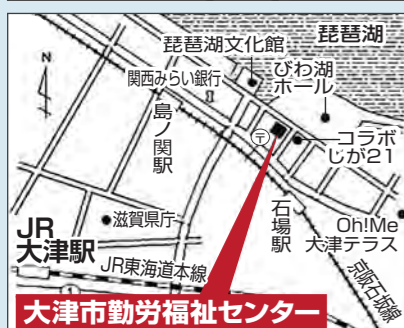 琵琶湖
琵琶湖文化館
関西みらい銀行
びわ湖
ホール
N
島ノ関駅
〒
コラボ
しが21
滋賀県庁
石場駅
Oh!Me
大津テラス
JR
大津駅
JR東海道本線
京阪石坂線
1
大津市勤労福祉センター